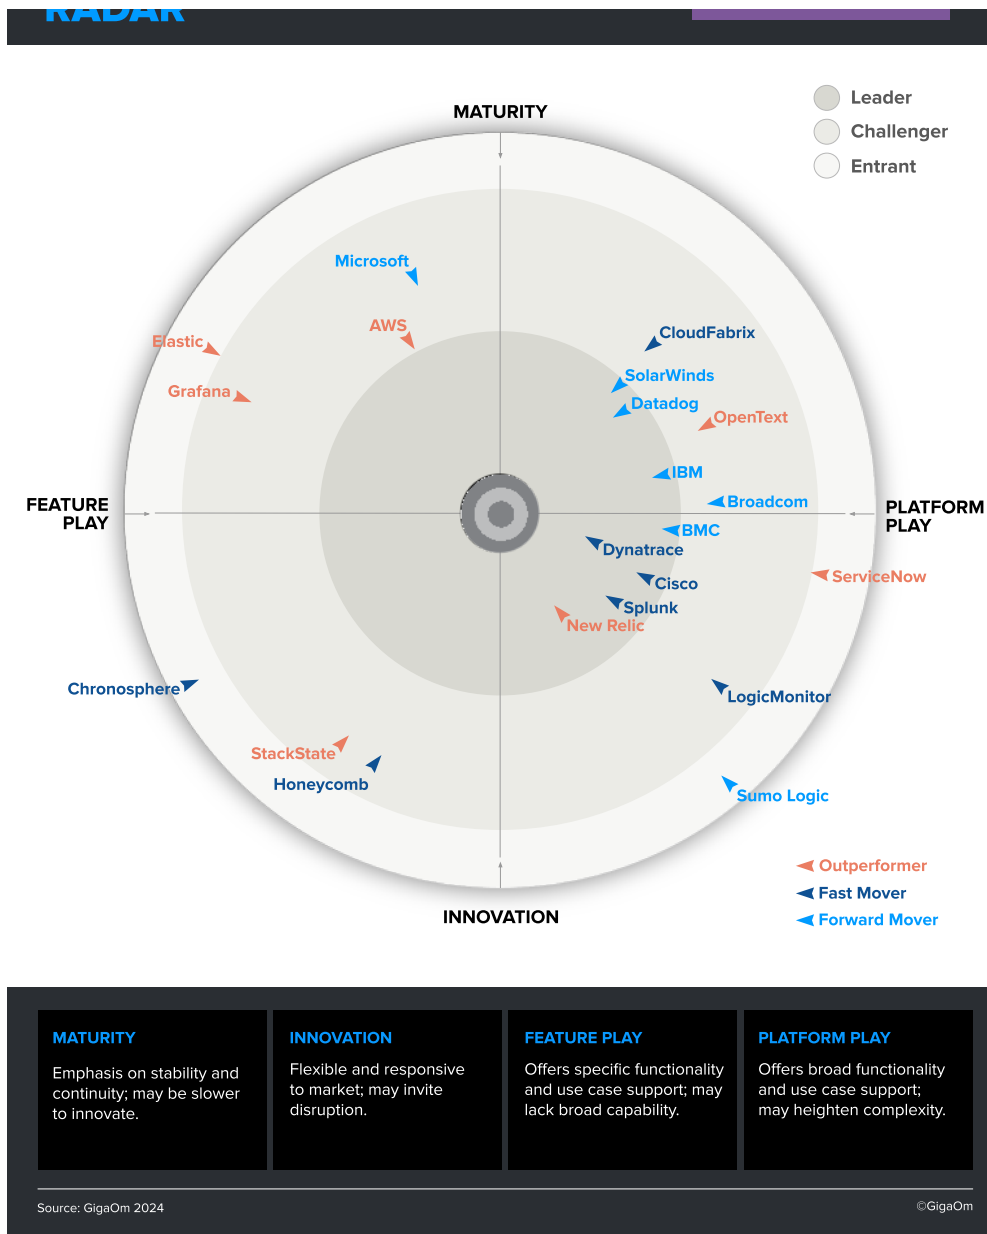 RADAR
Leader
Challenger
Entrant
MATURITY
Microsoft
AWS
CloudFabrix
Elastic
SolarWinds
Grafana
Datadog
OpenText
IBM
Broadcom
FEATURE
PLAY
PLATFORM
PLAY
BMC
Dynatrace
ServiceNow
Cisco
Splunk
New Relic
Chronosphere
LogicMonitor
StackState
Honeycomb
Sumo Logic
Outperformer
Fast Mover
Forward Mover
INNOVATION
MATURITY
Emphasis on stability and
continuity; may be slower
to innovate.
INNOVATION
Flexible and responsive
to market; may invite
disruption.
FEATURE PLAY
Offers specific functionality
and use case support; may
lack broad capability.
PLATFORM PLAY
Offers broad functionality
and use case support;
may heighten complexity.
Source: GigaOm 2024
©GigaOm